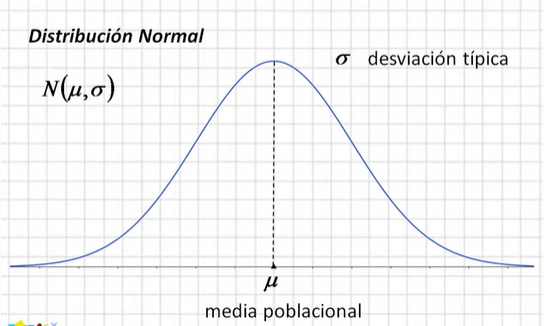 Distribución Normal
σ desviación típica
N(μ,σ)
μ
media poblacional